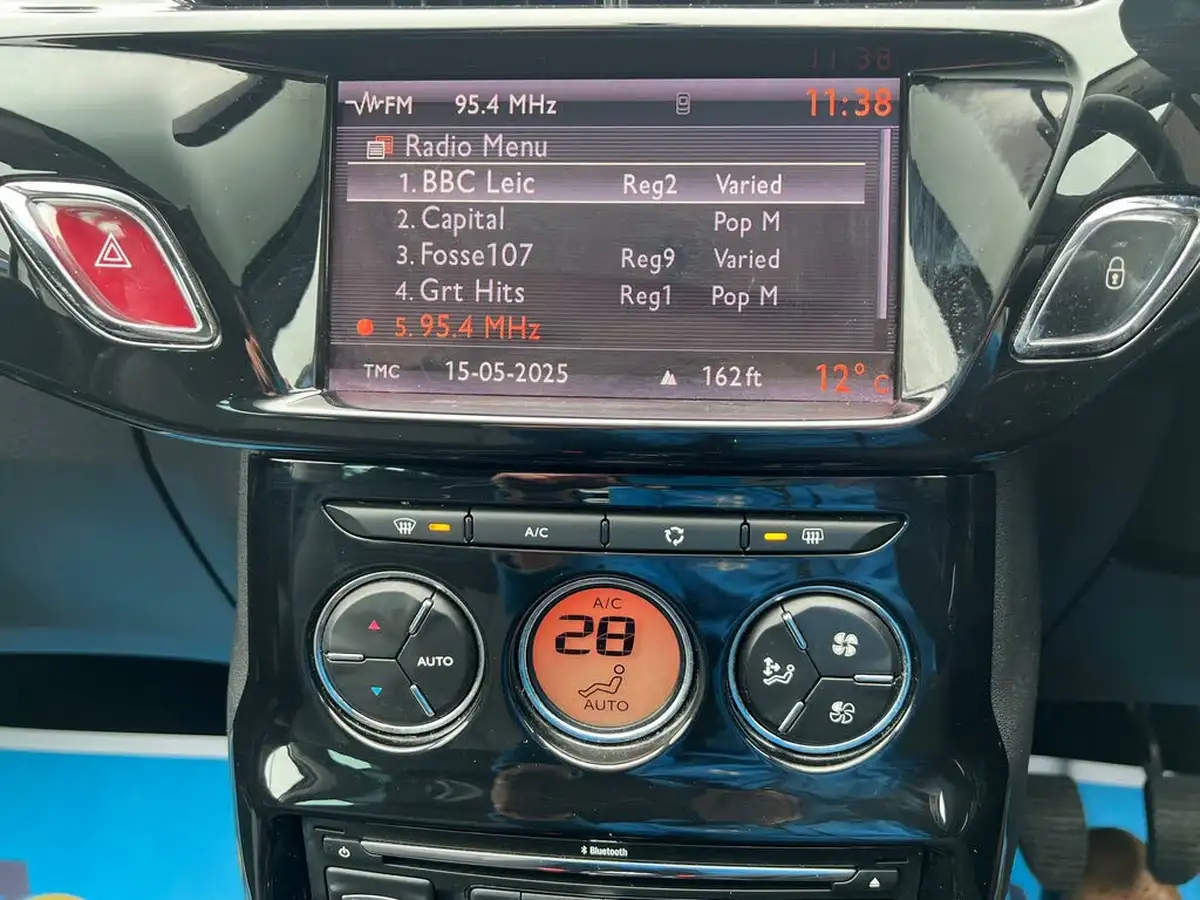 11:38
FM 95.4 MHz 11:38
Radio Menu
1. BBC Leic Reg2 Varied
2. Capital Pop M
3. Fosse107 Reg9 Varied
4. Grt Hits Reg1 Pop M
5. 95.4 MHz
TMC 15-05-2025 162ft 12° C
A/C
AUTO
A/C
28
AUTO
Bluetooth